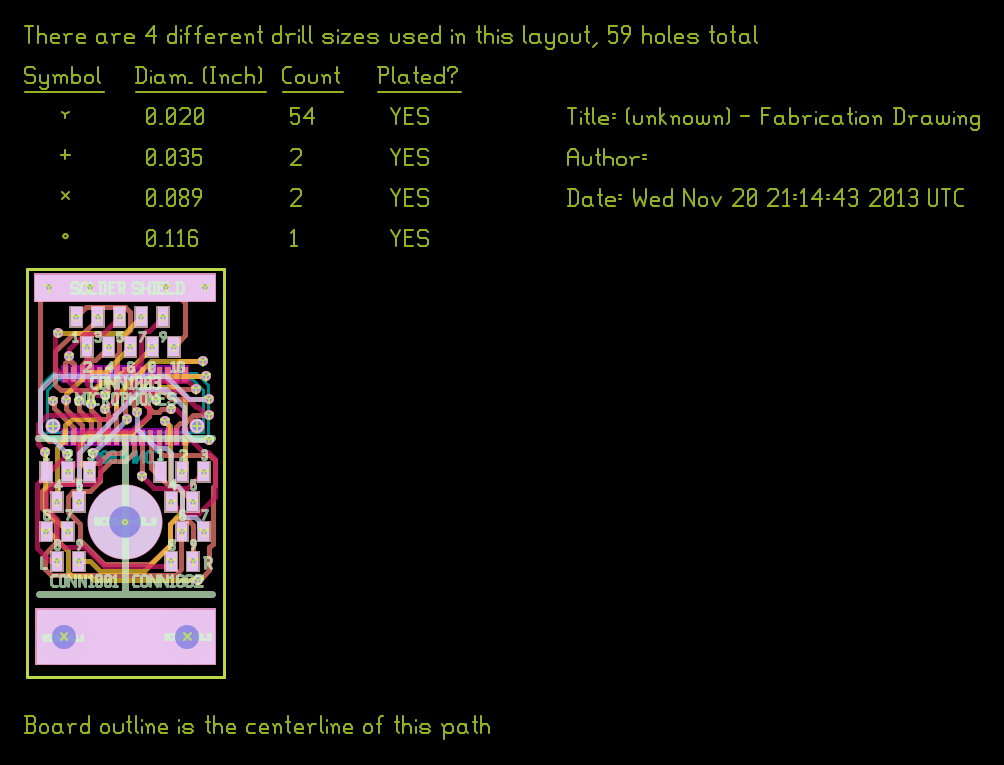 There are 4 different drill sizes used in this layout, 59 holes total
Symbol Diam. (Inch) Count Plated?
0.020 54 YES
+ 0.035 2 YES
x 0.089 2 YES
0.116 1 YES
Title: (unknown) - Fabrication Drawing
Author:
Date: Wed Nov 20 21:14:43 2013 UTC
SOLDER SHIELD
1 3 5 7 9
2 4 6 8 10
CONN1003
MICROPHONES
L R
CONN1001 CONN1002
Board outline is the centerline of this path